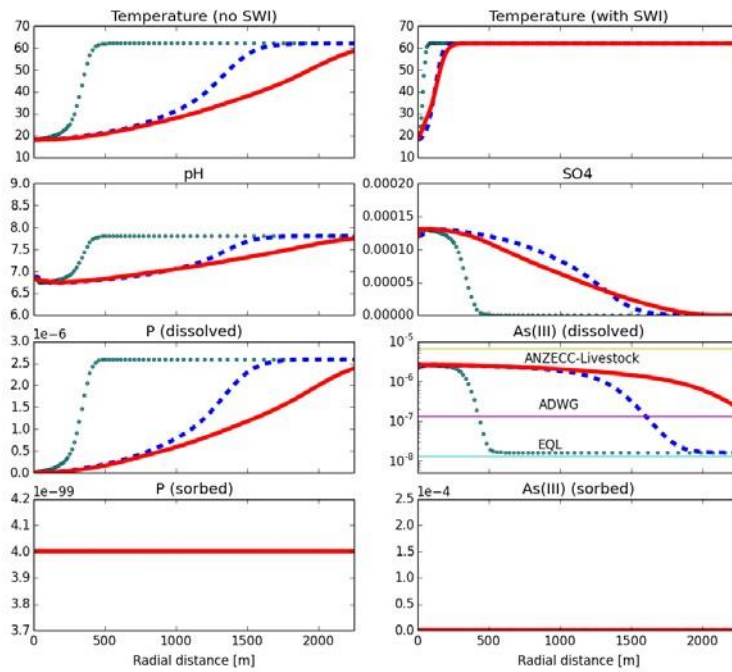 Temperature (no SWI)
Temperature (with SWI)
70
60
50
40
30
20
10
70
60
50
40
30
20
10
pH
SO4
9.0
8.5
8.0
7.5
7.0
6.5
6.0
0.00020
0.00015
0.00010
0.00005
0.00000
1e-6
P (dissolved)
As(III) (dissolved)
3.0
2.5
2.0
1.5
1.0
0.5
0.0
10-5
10-6
10-7
10-8
ANZECC-Livestock
ADWG
EQL
1e-99
P (sorbed)
1e-4
As(III) (sorbed)
4.2
4.1
4.0
3.9
3.8
3.7
2.5
2.0
1.5
1.0
0.5
0.0
0 500 1000 1500 2000
0 500 1000 1500 2000
Radial distance [m]
Radial distance [m]